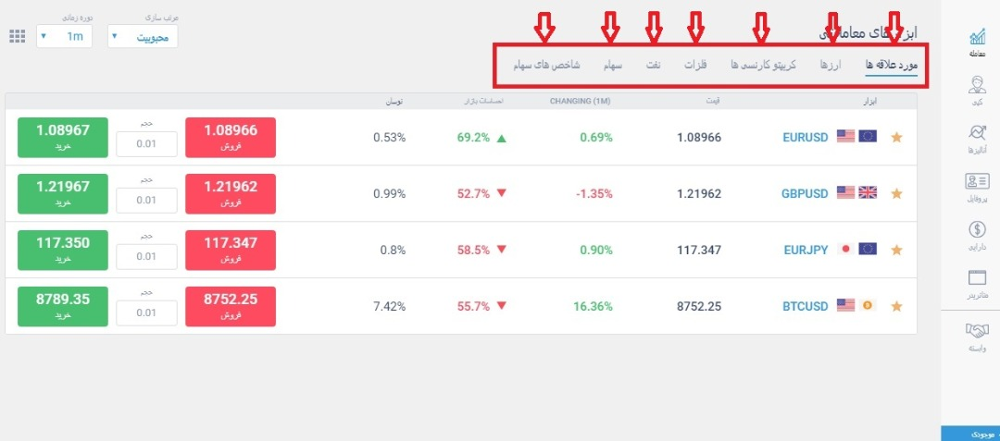 مرتب سازی
محبوبیت
دوره زمانی
1m
مورد علاقه ها ارزها کریپتو کارنسی ها فلزات نفت سهام شاخص های سهام
ابزار قیمت CHANGING (1M) احساسات بازار نوسان
EURUSD 1.08966 0.69% 69.2% 0.53%
1.08966
فروش
حجم
0.01
1.08967
خرید
GBPUSD 1.21962 -1.35% 52.7% 0.99%
1.21962
فروش
حجم
0.01
1.21967
خرید
EURJPY 117.347 0.90% 58.5% 0.8%
117.347
فروش
حجم
0.01
117.350
خرید
BTCUSD 8752.25 16.36% 55.7% 7.42%
8752.25
فروش
حجم
0.01
8789.35
خرید
معامله
کپی
آنالیزها
پروفایل
دارایی
متاتریدر
وابسته
موجودی